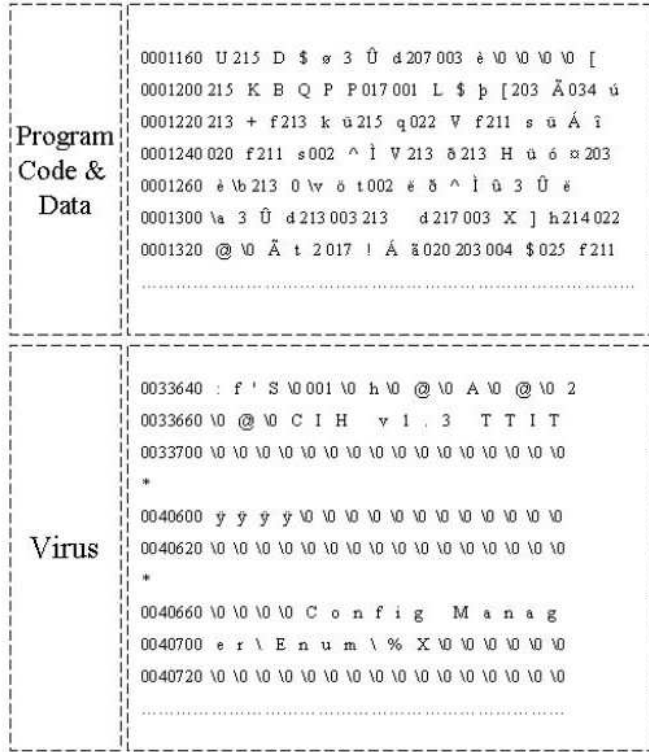 Program
Code &
Data
0001160 U 215 D $ ø 3 Û d 207 003 è \0 \0 \0 \0 [
0001200 215 K B Q P P 017 001 L $ þ [ 203 Ã 034 ú
0001220 213 + f 213 k ü 215 q 022 V f 211 s ü Á î
0001240 020 f 211 s 002 ^ Ì V 213 ð 213 H ü ó ¤ 203
0001260 è \b 213 0 \v ö t 002 ë ð ^ Ì û 3 Û ë
0001300 \a 3 Û d 213 003 213 d 217 003 X ] h 214 022
0001320 @ \0 Ã t 2 017 ! Á ã 020 203 004 $ 025 f 211
Virus
0033640 : f ' S \0 001 \0 h \0 @ \0 A \0 @ \0 2
0033660 \0 @ \0 C I H v 1 . 3 T T I T
0033700 \0 \0 \0 \0 \0 \0 \0 \0 \0 \0 \0 \0 \0 \0 \0 \0
*
0040600 ÿ ÿ ÿ ÿ \0 \0 \0 \0 \0 \0 \0 \0 \0 \0 \0 \0
0040620 \0 \0 \0 \0 \0 \0 \0 \0 \0 \0 \0 \0 \0 \0 \0 \0
*
0040660 \0 \0 \0 \0 C o n f i g M a n a g
0040700 e r \ E n u m \ % X \0 \0 \0 \0 \0 \0
0040720 \0 \0 \0 \0 \0 \0 \0 \0 \0 \0 \0 \0 \0 \0 \0 \0